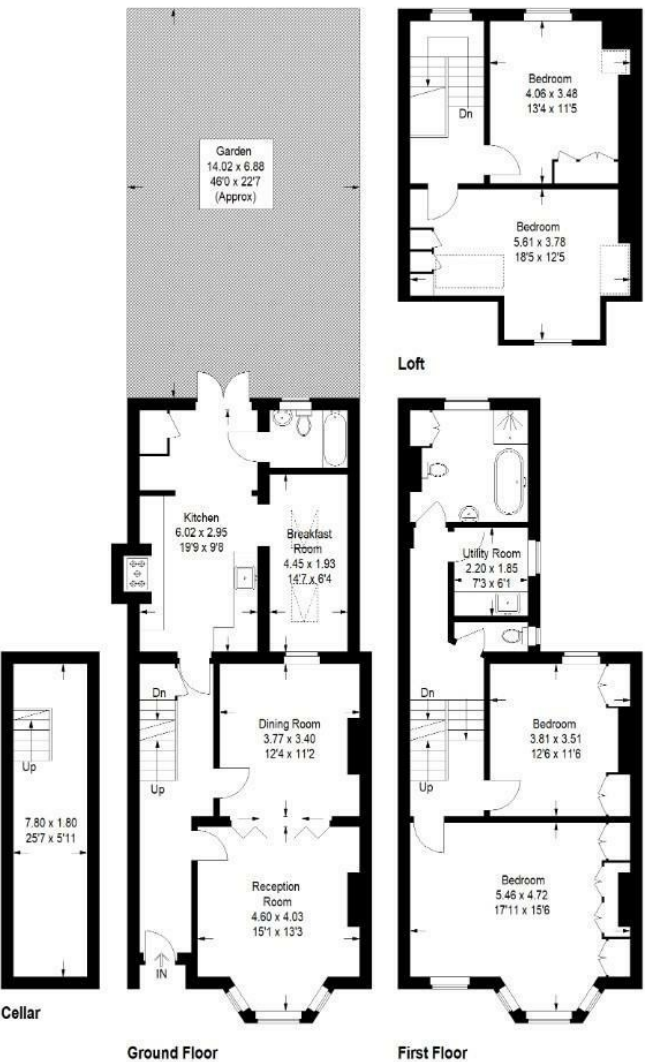 Garden
14.02 x 6.88
46'0 x 22'7
(Approx)
Bedroom
4.06 x 3.48
13'4 x 11'5
Dn
Bedroom
5.61 x 3.78
18'5 x 12'5
Loft
Kitchen
6.02 x 2.95
19'9 x 9'8
Breakfast
Room
4.45 x 1.93
14'7 x 6'4
Utility Room
2.20 x 1.85
7'3 x 6'1
Up
7.80 x 1.80
25'7 x 5'11
Cellar
Dn
Up
Dining Room
3.77 x 3.40
12'4 x 11'2
Reception
Room
4.60 x 4.03
15'1 x 13'3
IN
Ground Floor
Dn
Up
Bedroom
3.81 x 3.51
12'6 x 11'6
Bedroom
5.46 x 4.72
17'11 x 15'6
First Floor